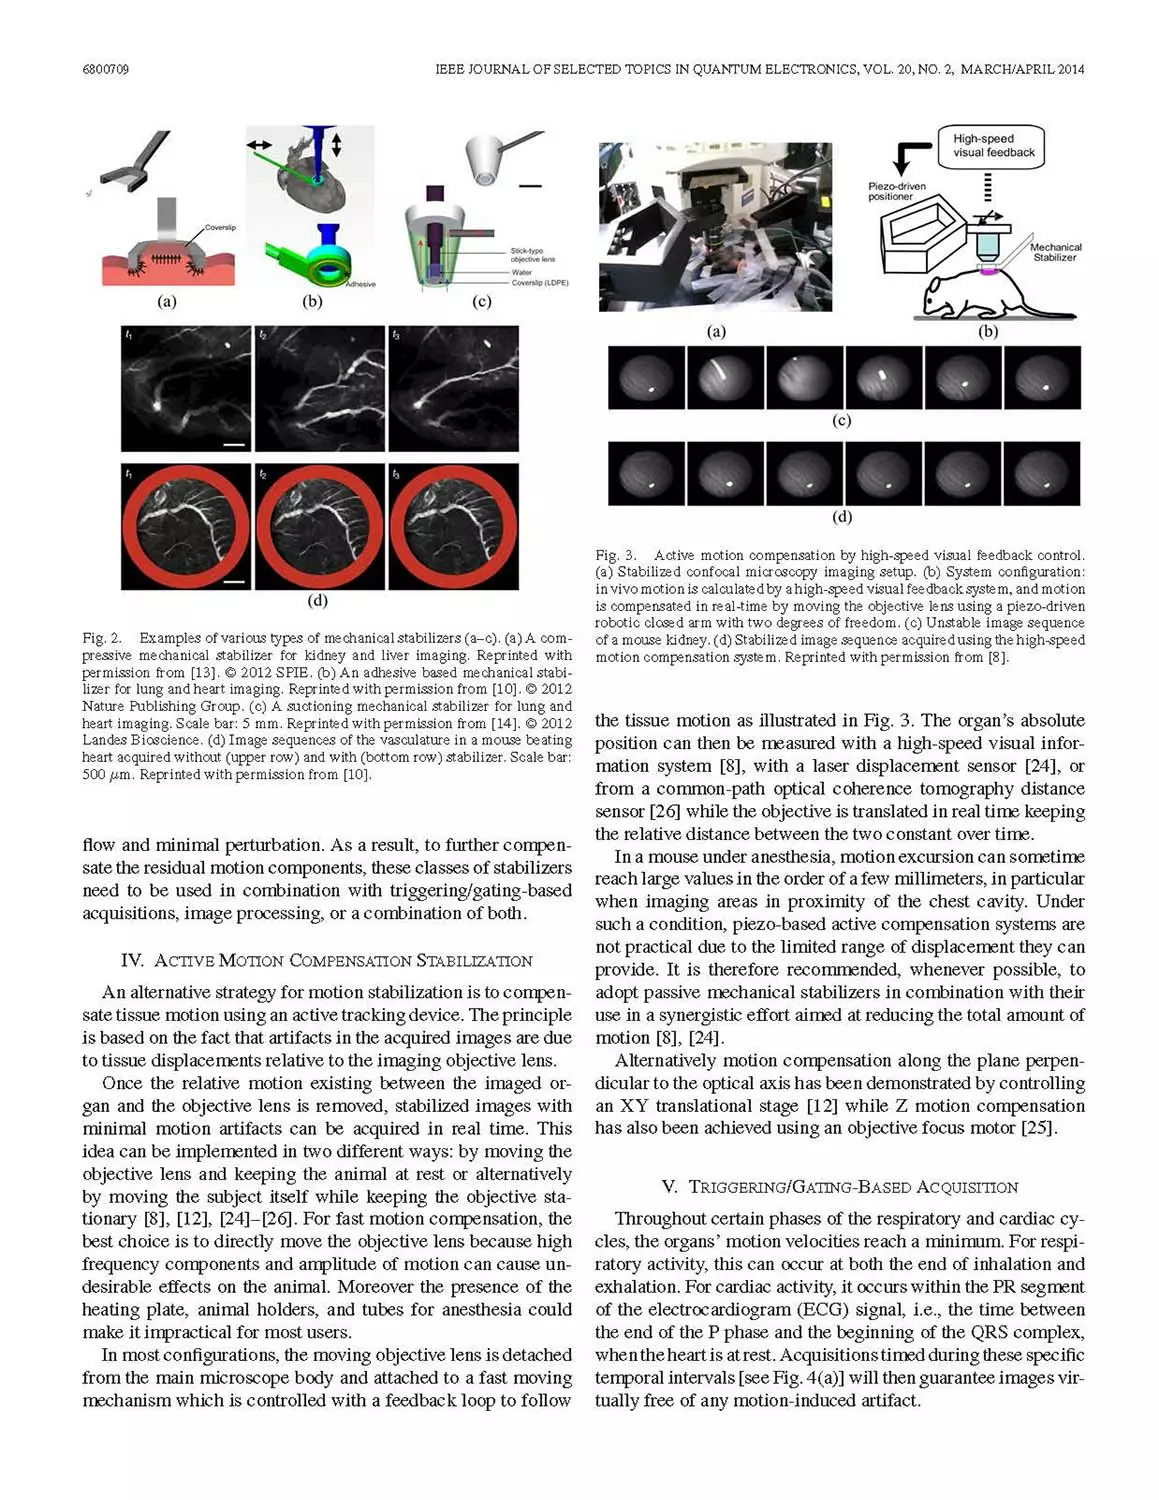 6800709
IEEE JOURNAL OF SELECTED TOPICS IN QUANTUM ELECTRONICS, VOL. 20, NO. 2, MARCH/APRIL 2014
Coverslip
Adhesive
Stick-type
objective lens
Water
Coverslip (LDPE)
(a)
(b)
(c)
t1
t2
t3
t1
t2
t3
(d)
Fig. 2. Examples of various types of mechanical stabilizers (a–c). (a) A com-
pressive mechanical stabilizer for kidney and liver imaging. Reprinted with
permission from [13]. © 2012 SPIE. (b) An adhesive based mechanical stabi-
lizer for lung and heart imaging. Reprinted with permission from [10]. © 2012
Nature Publishing Group. (c) A suctioning mechanical stabilizer for lung and
heart imaging. Scale bar: 5 mm. Reprinted with permission from [14]. © 2012
Landes Bioscience. (d) Image sequences of the vasculature in a mouse beating
heart acquired without (upper row) and with (bottom row) stabilizer. Scale bar:
500 μm. Reprinted with permission from [10].
flow and minimal perturbation. As a result, to further compen-
sate the residual motion components, these classes of stabilizers
need to be used in combination with triggering/gating-based
acquisitions, image processing, or a combination of both.
IV. ACTIVE MOTION COMPENSATION STABILIZATION
An alternative strategy for motion stabilization is to compen-
sate tissue motion using an active tracking device. The principle
is based on the fact that artifacts in the acquired images are due
to tissue displacements relative to the imaging objective lens.
Once the relative motion existing between the imaged or-
gan and the objective lens is removed, stabilized images with
minimal motion artifacts can be acquired in real time. This
idea can be implemented in two different ways: by moving the
objective lens and keeping the animal at rest or alternatively
by moving the subject itself while keeping the objective sta-
tionary [8], [12], [24]–[26]. For fast motion compensation, the
best choice is to directly move the objective lens because high
frequency components and amplitude of motion can cause un-
desirable effects on the animal. Moreover the presence of the
heating plate, animal holders, and tubes for anesthesia could
make it impractical for most users.
In most configurations, the moving objective lens is detached
from the main microscope body and attached to a fast moving
mechanism which is controlled with a feedback loop to follow
High-speed
visual feedback
Piezo-driven
positioner
Mechanical
Stabilizer
(a)
(b)
(c)
(d)
Fig. 3. Active motion compensation by high-speed visual feedback control.
(a) Stabilized confocal microscopy imaging setup. (b) System configuration:
in vivo motion is calculated by a high-speed visual feedback system, and motion
is compensated in real-time by moving the objective lens using a piezo-driven
robotic closed arm with two degrees of freedom. (c) Unstable image sequence
of a mouse kidney. (d) Stabilized image sequence acquired using the high-speed
motion compensation system. Reprinted with permission from [8].
the tissue motion as illustrated in Fig. 3. The organ's absolute
position can then be measured with a high-speed visual infor-
mation system [8], with a laser displacement sensor [24], or
from a common-path optical coherence tomography distance
sensor [26] while the objective is translated in real time keeping
the relative distance between the two constant over time.
In a mouse under anesthesia, motion excursion can sometime
reach large values in the order of a few millimeters, in particular
when imaging areas in proximity of the chest cavity. Under
such a condition, piezo-based active compensation systems are
not practical due to the limited range of displacement they can
provide. It is therefore recommended, whenever possible, to
adopt passive mechanical stabilizers in combination with their
use in a synergistic effort aimed at reducing the total amount of
motion [8], [24].
Alternatively motion compensation along the plane perpen-
dicular to the optical axis has been demonstrated by controlling
an XY translational stage [12] while Z motion compensation
has also been achieved using an objective focus motor [25].
V. TRIGGERING/GATING-BASED ACQUISITION
Throughout certain phases of the respiratory and cardiac cy-
cles, the organs' motion velocities reach a minimum. For respi-
ratory activity, this can occur at both the end of inhalation and
exhalation. For cardiac activity, it occurs within the PR segment
of the electrocardiogram (ECG) signal, i.e., the time between
the end of the P phase and the beginning of the QRS complex,
when the heart is at rest. Acquisitions timed during these specific
temporal intervals [see Fig. 4(a)] will then guarantee images vir-
tually free of any motion-induced artifact.